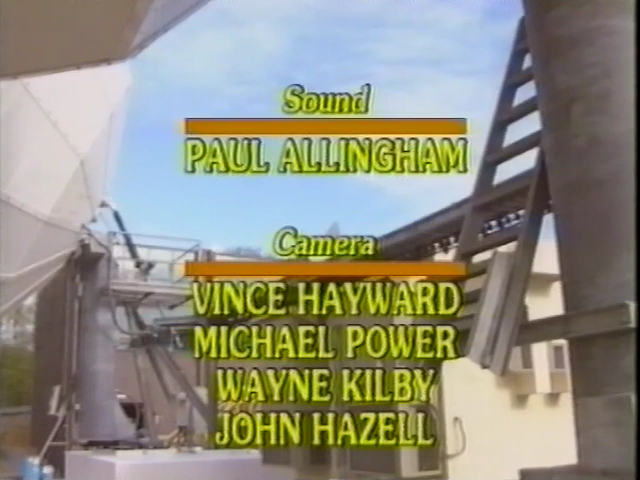 Sound
PAUL ALLINGHAM
Camera
VINCE HAYWARD
MICHAEL POWER
WAYNE KILBY
JOHN HAZELL